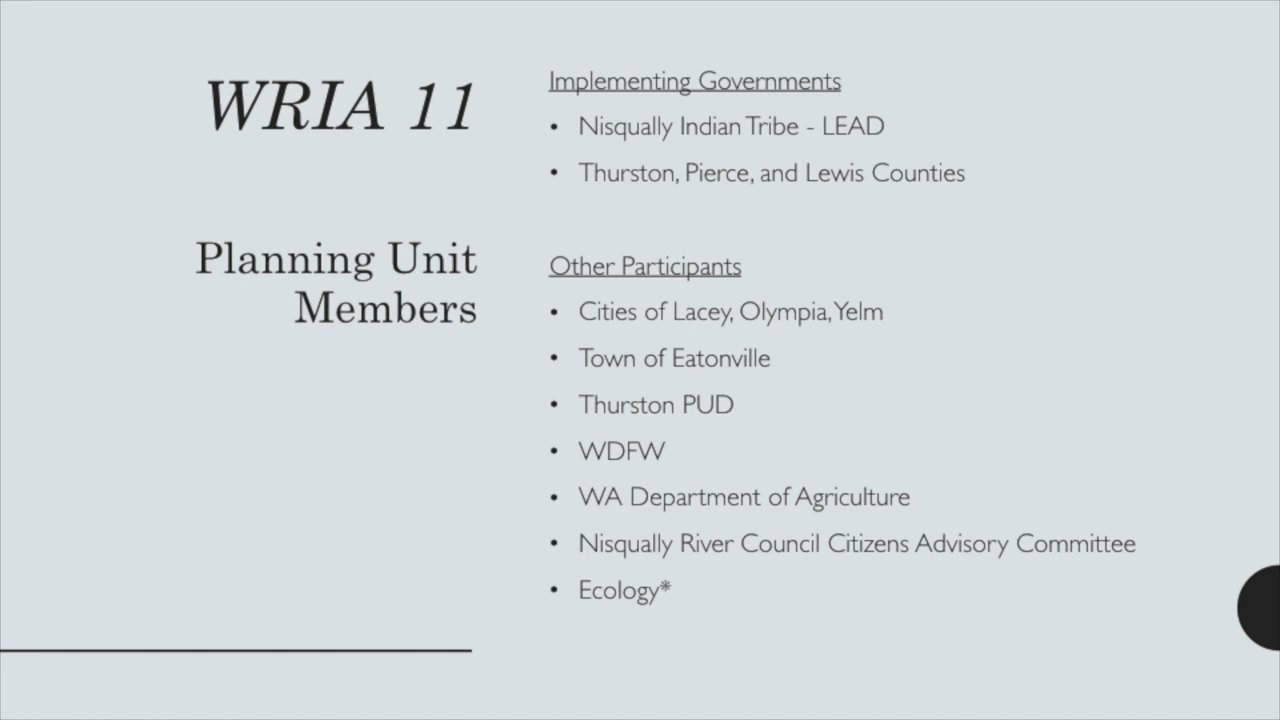 WRIA 11
Planning Unit
Members
Implementing Governments
• Nisqually Indian Tribe - LEAD
• Thurston, Pierce, and Lewis Counties
Other Participants
• Cities of Lacey, Olympia, Yelm
• Town of Eatonville
• Thurston PUD
• WDFW
• WA Department of Agriculture
• Nisqually River Council Citizens Advisory Committee
• Ecology*